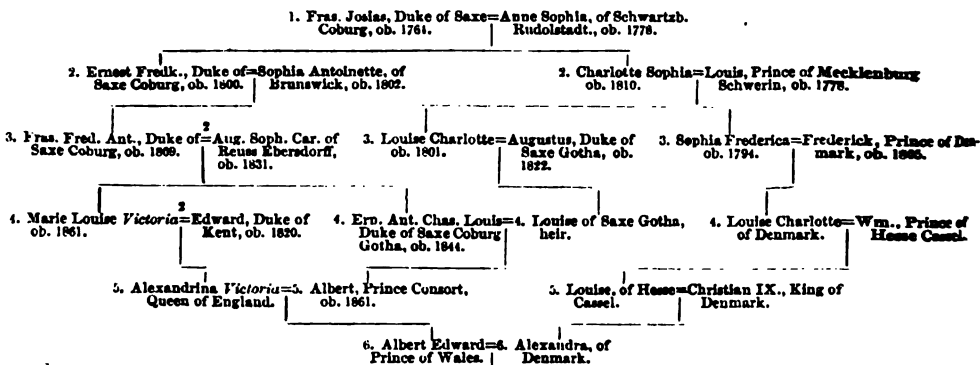 1. Fras. Josias, Duke of Saxe=Anne Sophia, of Schwartzb.
Coburg, ob. 1764. Rudolstadt., ob. 1778.
2. Ernest Fredk., Duke of=Sophia Antoinette, of 2. Charlotte Sophia=Louis, Prince of Mecklenburg
Saxe Coburg, ob. 1800. Brunswick, ob. 1802. ob. 1810. Schwerin, ob. 1778.
2
3. Fras. Fred. Ant., Duke of=Aug. Soph. Car. of 3. Louise Charlotte=Augustus, Duke of 3. Sophia Frederica=Frederick, Prince of Den-
Saxe Coburg, ob. 1869. Reuss Ebersdorff, ob. 1801. Saxe Gotha, ob. ob. 1794. mark, ob. 1805.
ob. 1831. 1822.
2
4. Marie Louise Victoria=Edward, Duke of 4. Ern. Ant. Chas. Louis=4. Louise of Saxe Gotha, 4. Louise Charlotte=Wm., Prince of
ob. 1861. Kent, ob. 1820. Duke of Saxe Coburg heir. of Denmark. Hesse Cassel.
Gotha, ob. 1844.
5. Alexandrina Victoria=5. Albert, Prince Consort, 5. Louise, of Hesse=Christian IX., King of
Queen of England. ob. 1861. Cassel. Denmark.
6. Albert Edward=6. Alexandra, of
Prince of Wales. Denmark.